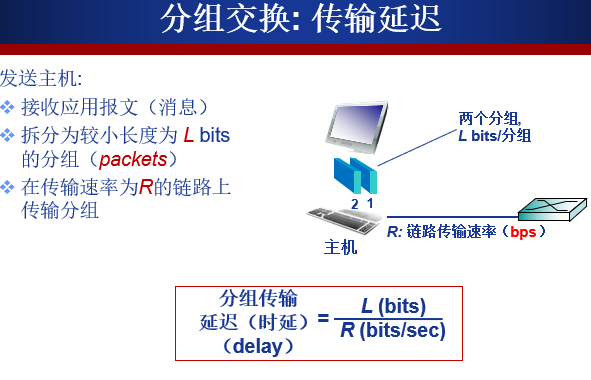 分组交换: 传输延迟
发送主机:
接收应用报文（消息）
拆分为较小长度为 L bits
的分组（packets）
在传输速率为R的链路上
传输分组
两个分组,
L bits/分组
2 1
主机
R: 链路传输速率（bps）
分组传输
延迟（时延）
（delay）
=
L (bits)
R (bits/sec)